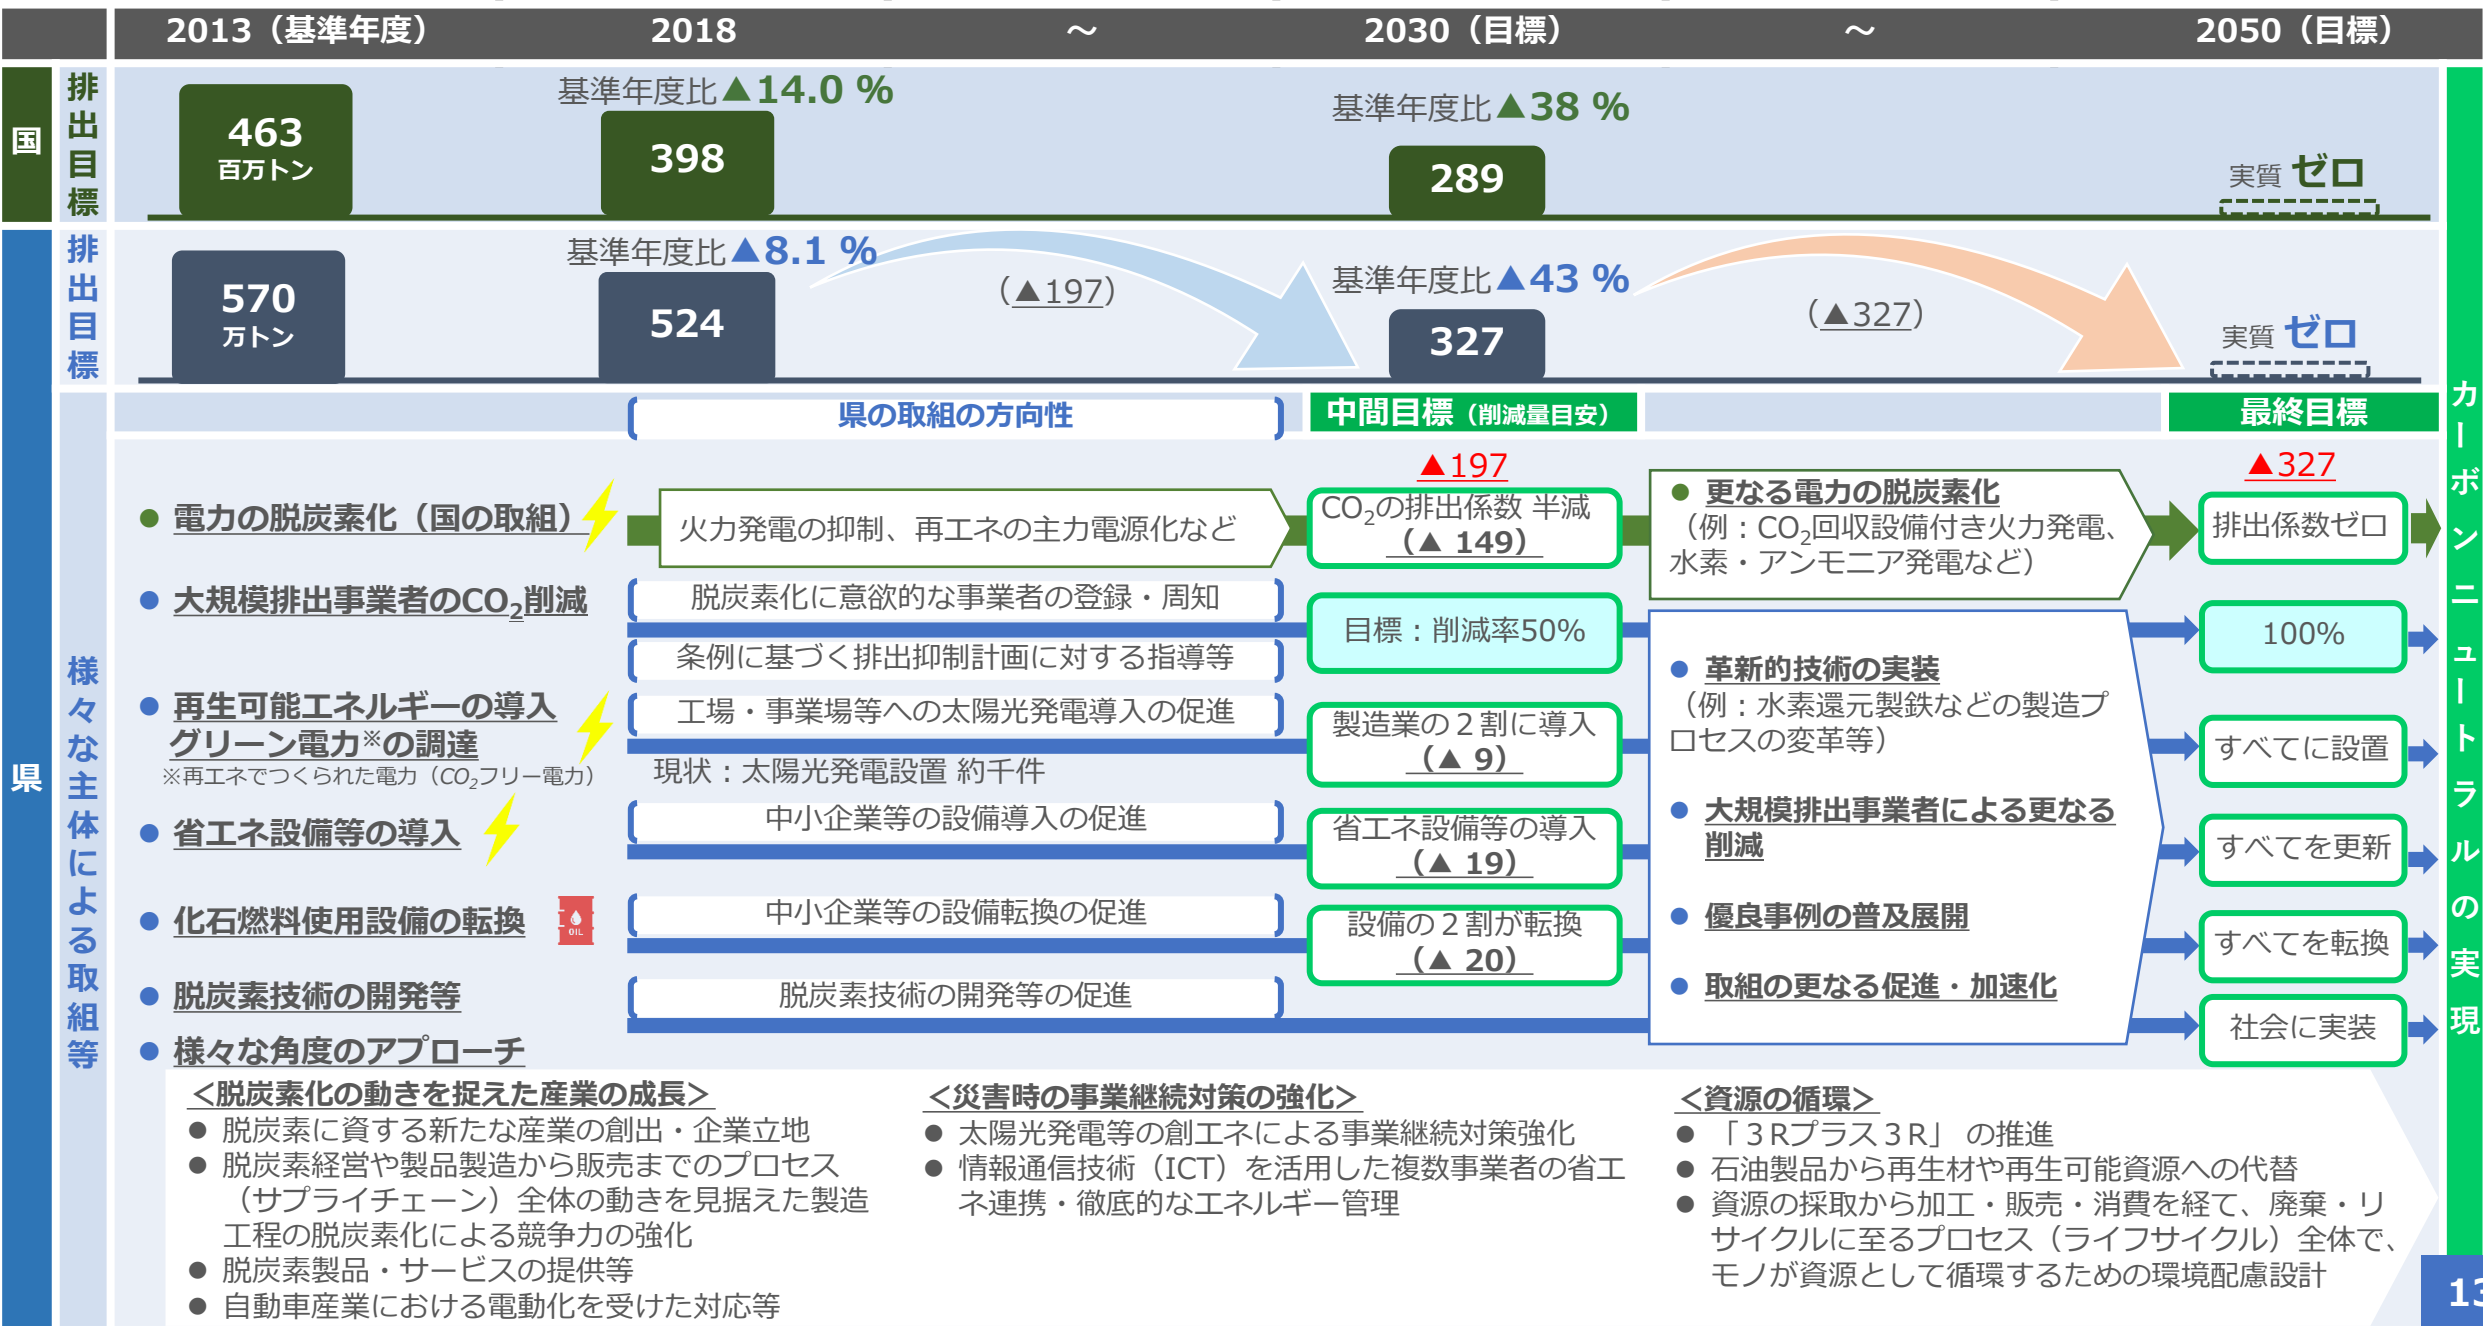 2013（基準年度）
2018
～
2030（目標）
～
2050（目標）
国
排出目標
463
百万トン
基準年度比▲14.0 %
398
基準年度比▲38 %
289
実質 ゼロ
県
排出目標
570
万トン
基準年度比▲8.1 %
524
（▲197）
基準年度比▲43 %
327
（▲327）
実質 ゼロ
カーボンニュートラルの実現
様々な主体による取組等
県の取組の方向性
中間目標（削減量目安）
最終目標
▲197
▲327
● 電力の脱炭素化（国の取組）
火力発電の抑制、再エネの主力電源化など
CO2の排出係数 半減
（▲ 149）
● 更なる電力の脱炭素化
（例：CO2回収設備付き火力発電、
水素・アンモニア発電など）
排出係数ゼロ
● 大規模排出事業者のCO2削減
脱炭素化に意欲的な事業者の登録・周知
条例に基づく排出抑制計画に対する指導等
目標：削減率50%
100%
● 再生可能エネルギーの導入
グリーン電力※の調達
※再エネでつくられた電力（CO2フリー電力）
工場・事業場等への太陽光発電導入の促進
現状：太陽光発電設置 約千件
製造業の２割に導入
（▲ 9）
すべてに設置
● 省エネ設備等の導入
中小企業等の設備導入の促進
省エネ設備等の導入
（▲ 19）
すべてを更新
● 化石燃料使用設備の転換
OIL
中小企業等の設備転換の促進
設備の２割が転換
（▲ 20）
すべてを転換
● 脱炭素技術の開発等
脱炭素技術の開発等の促進
社会に実装
● 革新的技術の実装
（例：水素還元製鉄などの製造プ
ロセスの変革等）
● 大規模排出事業者による更なる
削減
● 優良事例の普及展開
● 取組の更なる促進・加速化
● 様々な角度のアプローチ
＜脱炭素化の動きを捉えた産業の成長＞
● 脱炭素に資する新たな産業の創出・企業立地
● 脱炭素経営や製品製造から販売までのプロセス
（サプライチェーン）全体の動きを見据えた製造
工程の脱炭素化による競争力の強化
● 脱炭素製品・サービスの提供等
● 自動車産業における電動化を受けた対応等
＜災害時の事業継続対策の強化＞
● 太陽光発電等の創エネによる事業継続対策強化
● 情報通信技術（ICT）を活用した複数事業者の省エ
ネ連携・徹底的なエネルギー管理
＜資源の循環＞
● 「３Rプラス３R」 の推進
● 石油製品から再生材や再生可能資源への代替
● 資源の採取から加工・販売・消費を経て、廃棄・リ
サイクルに至るプロセス（ライフサイクル）全体で、
モノが資源として循環するための環境配慮設計
13